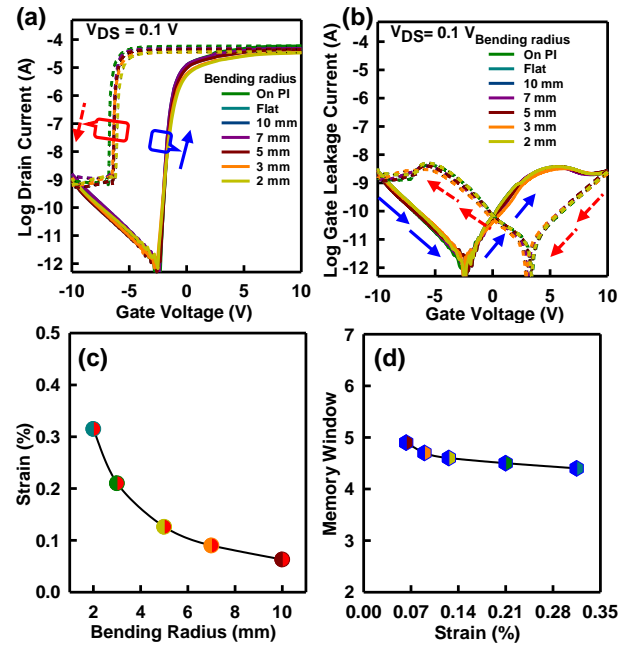 (a)
V_DS = 0.1 V
Log Drain Current (A)
-4
-5
-6
-7
-8
-9
-10
-11
-12
Bending radius
On PI
Flat
10 mm
7 mm
5 mm
3 mm
2 mm
-10
-5
0
5
10
Gate Voltage (V)
(b)
V_DS= 0.1 V
Log Gate Leakage Current (A)
-4
-5
-6
-7
-8
-9
-10
-11
-12
Bending radius
On PI
Flat
10 mm
7 mm
5 mm
3 mm
2 mm
-10
-5
0
5
10
Gate Voltage (V)
(c)
Strain (%)
0.5
0.4
0.3
0.2
0.1
0.0
2
4
6
8
10
Bending Radius (mm)
(d)
Memory Window
7
6
5
4
3
2
0.00
0.07
0.14
0.21
0.28
0.35
Strain (%)